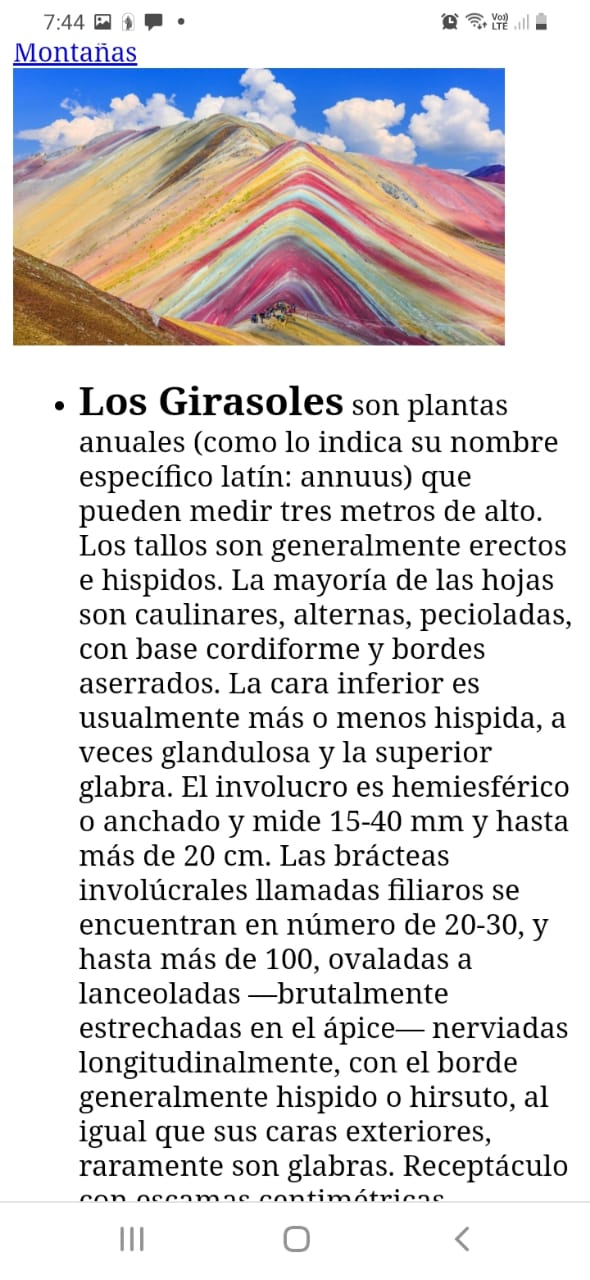 7:44
Vo))
LTE
Montañas
• Los Girasoles son plantas
anuales (como lo indica su nombre
específico latín: annuus) que
pueden medir tres metros de alto.
Los tallos son generalmente erectos
e hispidos. La mayoría de las hojas
son caulinares, alternas, pecioladas,
con base cordiforme y bordes
aserrados. La cara inferior es
usualmente más o menos hispida, a
veces glandulosa y la superior
glabra. El involucro es hemiesférico
o anchado y mide 15-40 mm y hasta
más de 20 cm. Las brácteas
involúcrales llamadas filiaros se
encuentran en número de 20-30, y
hasta más de 100, ovaladas a
lanceoladas —brutalmente
estrechadas en el ápice— nerviadas
longitudinalmente, con el borde
generalmente hispido o hirsuto, al
igual que sus caras exteriores,
raramente son glabras. Receptáculo
con escamas centimétricas